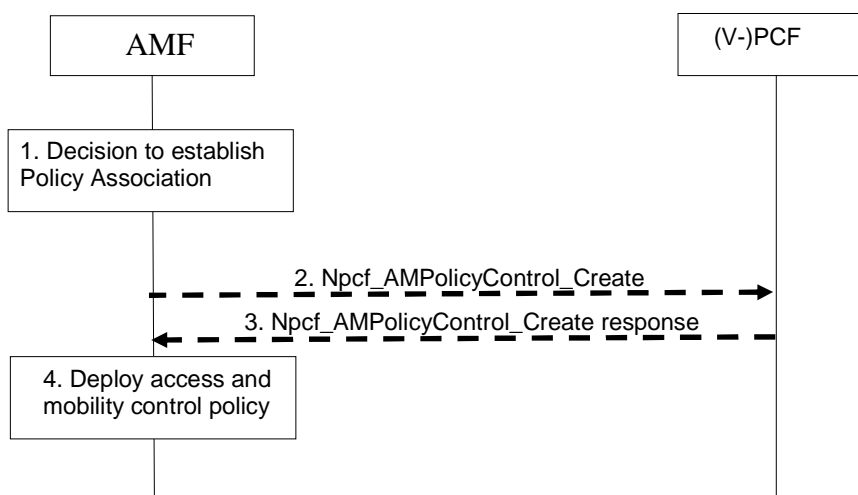 AMF
(V-)PCF
1. Decision to establish
Policy Association
2. Npcf_AMPolicyControl_Create
3. Npcf_AMPolicyControl_Create response
4. Deploy access and
mobility control policy